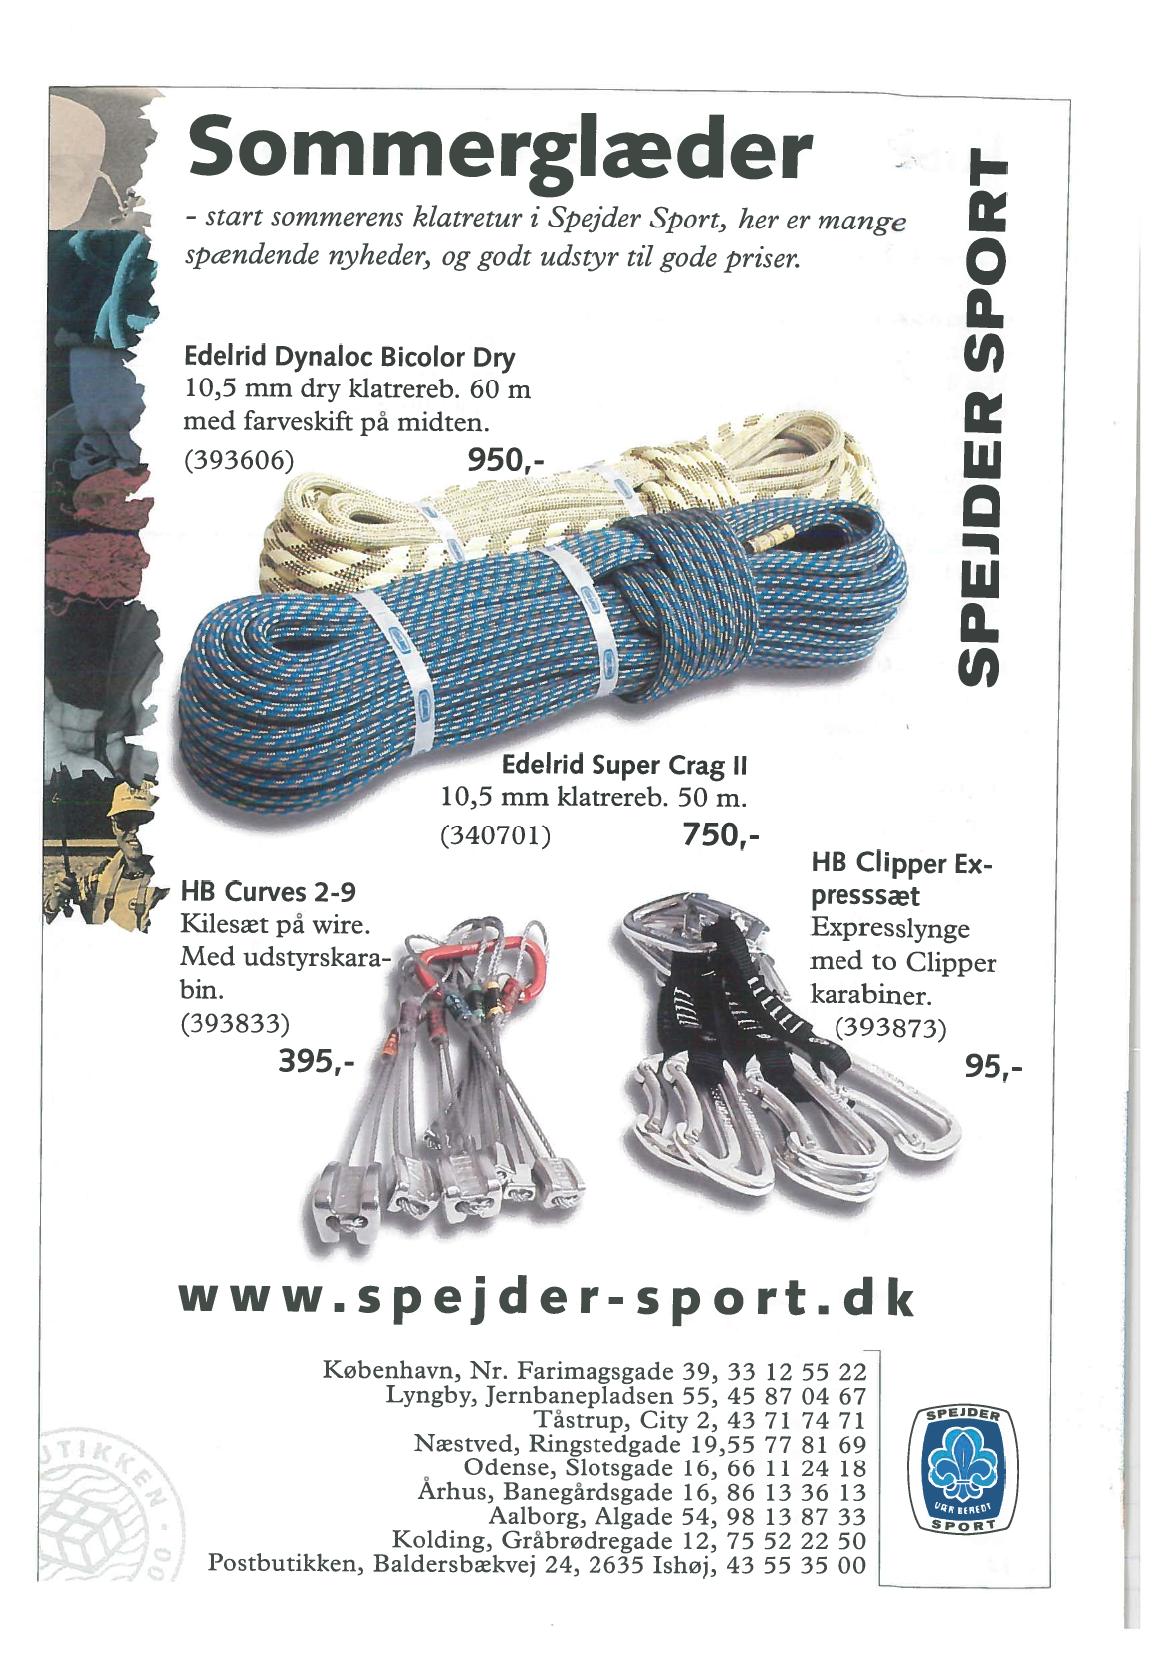 Sommerglæder
- start sommerens klatretur i Spejder Sport, her er mange
spændende nyheder, og godt udstyr til gode priser.
SPEJDER SPORT
Edelrid Dynaloc Bicolor Dry
10,5 mm dry klatrereb. 60 m
med farveskift på midten.
(393606) 950,-
Edelrid Super Crag II
10,5 mm klatrereb. 50 m.
(340701) 750,-
HB Curves 2-9
Kilesæt på wire.
Med udstyrskara-
bin.
(393833)
395,-
HB Clipper Ex-
presssæt
Expresslynge
med to Clipper
karabiner.
(393873)
95,-
www.spejder-sport.dk
København, Nr. Farimagsgade 39, 33 12 55 22
Lyngby, Jernbanepladsen 55, 45 87 04 67
Tåstrup, City 2, 43 71 74 71
Næstved, Ringstedgade 19,55 77 81 69
Odense, Slotsgade 16, 66 11 24 18
Århus, Banegårdsgade 16, 86 13 36 13
Aalborg, Algade 54, 98 13 87 33
Kolding, Gråbrødregade 12, 75 52 22 50
Postbutikken, Baldersbækvej 24, 2635 Ishøj, 43 55 35 00
UTIKKEN · 00
SPEJDER
VÆR BEREDT
SPORT